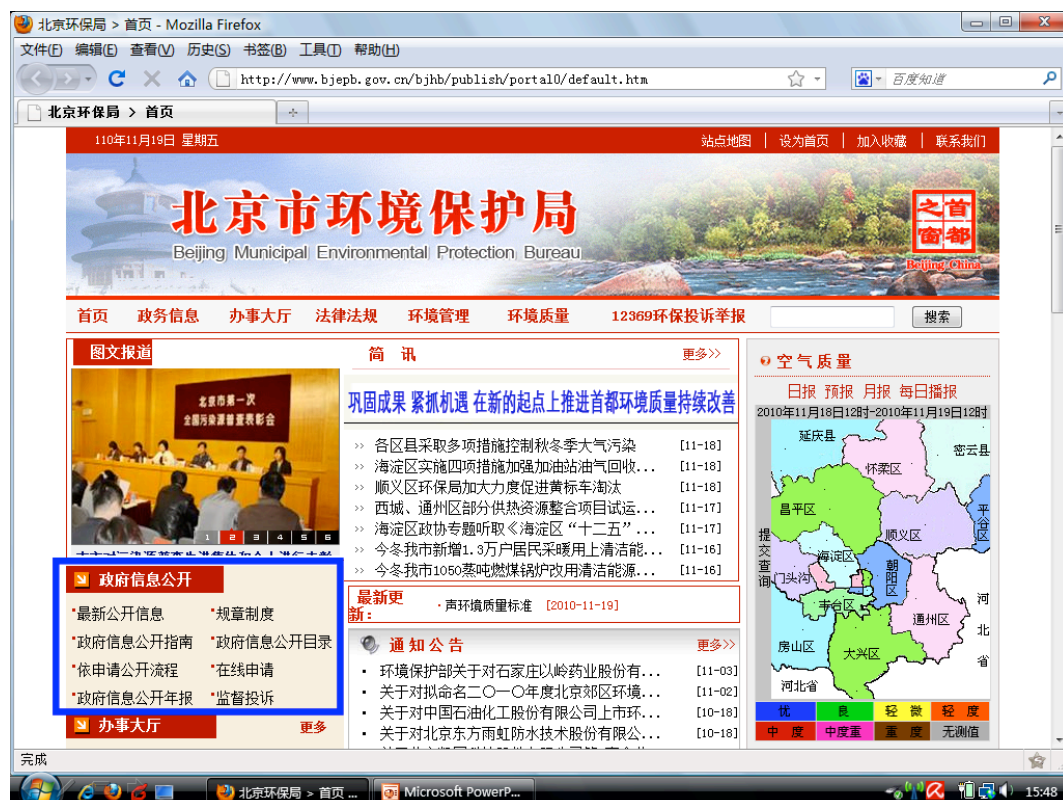 北京环保局 > 首页 - Mozilla Firefox
文件(F) 编辑(E) 查看(V) 历史(S) 书签(B) 工具(T) 帮助(H)
http://www.bjepb.gov.cn/bjhb/publish/portal0/default.htm
百度知道
北京环保局 > 首页
110年11月19日 星期五
站点地图 | 设为首页 | 加入收藏 | 联系我们
北京市环境保护局
Beijing Municipal Environmental Protection Bureau
首都之窗
Beijing-China
首页 政务信息 办事大厅 法律法规 环境管理 环境质量 12369环保投诉举报 搜索
图文报道
北京市第一次
全国污染源普查表彰会
1 2 3 4 5 6
简 讯 更多>>
巩固成果 紧抓机遇 在新的起点上推进首都环境质量持续改善
>> 各区县采取多项措施控制秋冬季大气污染 [11-18]
>> 海淀区实施四项措施加强加油站油气回收... [11-18]
>> 顺义区环保局加大力度促进黄标车淘汰 [11-18]
>> 西城、通州区部分供热资源整合项目试运... [11-17]
>> 海淀区政协专题听取《海淀区“十二五”... [11-17]
>> 今冬我市新增1.3万户居民采暖用上清洁能... [11-16]
>> 今冬我市1050蒸吨燃煤锅炉改用清洁能源... [11-16]
政府信息公开
·最新公开信息 ·规章制度
·政府信息公开指南 ·政府信息公开目录
·依申请公开流程 ·在线申请
·政府信息公开年报 ·监督投诉
办事大厅 更多
最新更新: ·声环境质量标准 [2010-11-19]
通知公告 更多>>
· 环境保护部关于对石家庄以岭药业股份有... [11-03]
· 关于对拟命名二〇一〇年度北京郊区环境... [11-02]
· 关于对中国石油化工股份有限公司上市环... [10-18]
· 关于对北京东方雨虹防水技术股份有限公... [10-18]
空气质量
日报 预报 月报 每日播报
2010年11月18日12时-2010年11月19日12时
延庆县
密云县
怀柔区
昌平区
平谷区
顺义区
提交查询
海淀区
朝阳区
门头沟
丰台区
通州区
河北省
房山区
大兴区
河北省
优 良 轻微 轻度
中度 中度重 重度 无测值
完成
北京环保局 > 首页 ...
Microsoft PowerP...
15:48